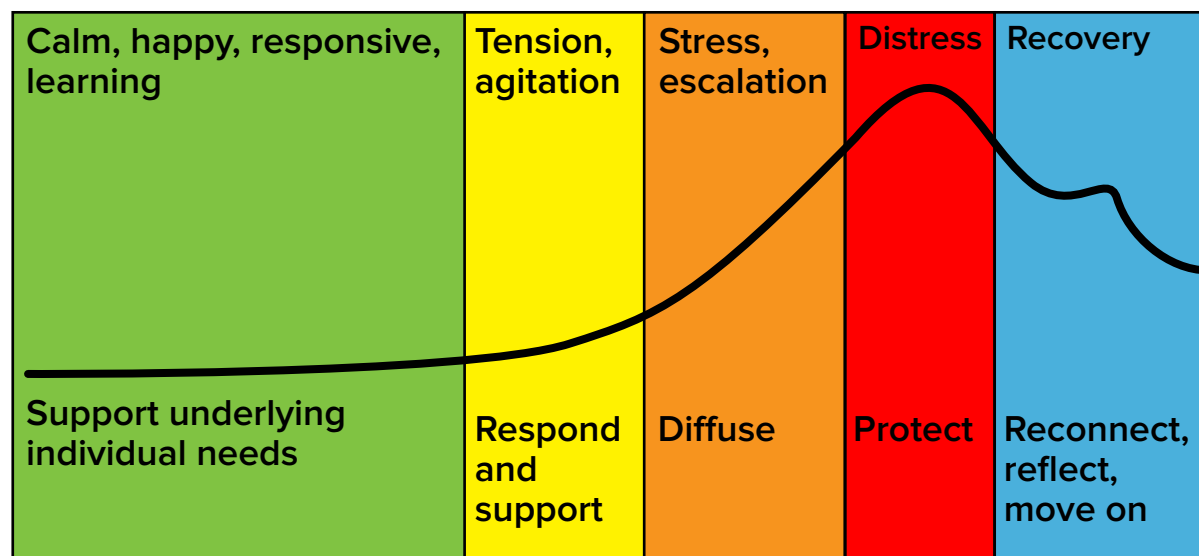 Calm, happy, responsive,
learning
Tension,
agitation
Stress,
escalation
Distress
Recovery
Support underlying
individual needs
Respond
and
support
Diffuse
Protect
Reconnect,
reflect,
move on